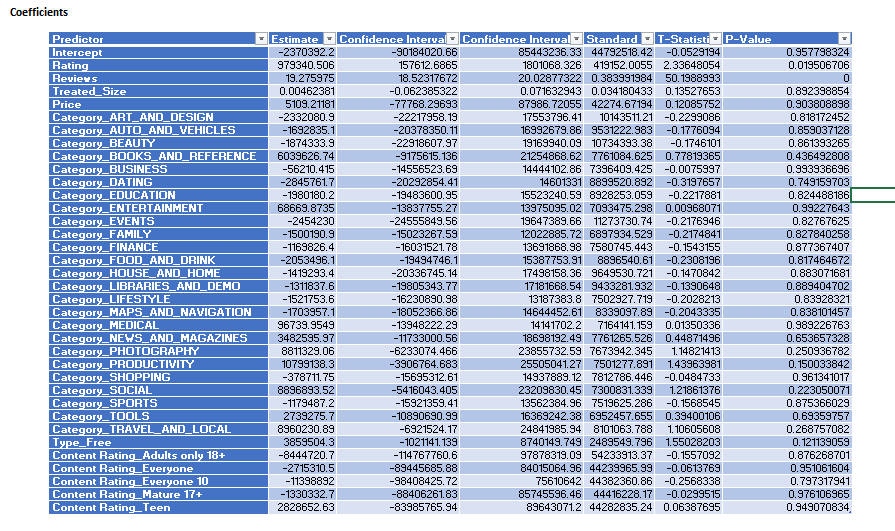 Coefficients
Predictor Estimate Confidence Interval Confidence Interval Standard T-Statisti P-Value
Intercept -2370392.2 -90184020.66 85443236.33 44792518.42 -0.0529194 0.957798324
Rating 979340.506 157612.6865 1801068.326 419152.0055 2.33648054 0.019506706
Reviews 19.275975 18.52317672 20.02877322 0.383991984 50.1988993 0
Treated_Size 0.00462381 -0.062385322 0.071632943 0.034180433 0.13527653 0.892398854
Price 5109.21181 -77768.29693 87986.72055 42274.67194 0.12085752 0.903808898
Category_ART_AND_DESIGN -2332080.9 -22217958.19 17553796.41 10143511.21 -0.2299086 0.818172452
Category_AUTO_AND_VEHICLES -1692835.1 -20378350.11 16992679.86 9531222.983 -0.1776094 0.859037128
Category_BEAUTY -1874333.9 -22918607.97 19169940.09 10734393.38 -0.1746101 0.861393265
Category_BOOKS_AND_REFERENCE 6039626.74 -9175615.136 21254868.62 7761084.625 0.77819365 0.436492808
Category_BUSINESS -56210.415 -14556523.69 14444102.86 7396409.425 -0.0075997 0.993936696
Category_DATING -2845761.7 -20292854.41 14601331 8899520.892 -0.3197657 0.749159703
Category_EDUCATION -1980180.2 -19483600.95 15523240.59 8928253.059 -0.2217881 0.824488186
Category_ENTERTAINMENT 68669.8735 -13837755.27 13975095.02 7093475.298 0.00968071 0.99227643
Category_EVENTS -2454230 -24555849.56 19647389.66 11273730.74 -0.2176946 0.82767625
Category_FAMILY -1500190.9 -15023267.59 12022885.72 6897934.529 -0.2174841 0.827840258
Category_FINANCE -1169826.4 -16031521.78 13691868.98 7580745.443 -0.1543155 0.877367407
Category_FOOD_AND_DRINK -2053496.1 -19494746.1 15387753.91 8896540.61 -0.2308196 0.817464672
Category_HOUSE_AND_HOME -1419293.4 -20336745.14 17498158.36 9649530.721 -0.1470842 0.883071681
Category_LIBRARIES_AND_DEMO -1311837.6 -19805343.77 17181668.54 9433281.932 -0.1390648 0.889404702
Category_LIFESTYLE -1521753.6 -16230890.98 13187383.8 7502927.719 -0.2028213 0.83928321
Category_MAPS_AND_NAVIGATION -1703957.1 -18052366.86 14644452.61 8339097.89 -0.2043335 0.838101457
Category_MEDICAL 96739.9549 -13948222.29 14141702.2 7164141.159 0.01350336 0.989226763
Category_NEWS_AND_MAGAZINES 3482595.97 -11733000.56 18698192.49 7761265.526 0.44871496 0.653657328
Category_PHOTOGRAPHY 8811329.06 -6233074.466 23855732.59 7673942.345 1.14821413 0.250936782
Category_PRODUCTIVITY 10799138.3 -3906764.683 25505041.27 7501277.891 1.43963981 0.150033842
Category_SHOPPING -378711.75 -15695312.61 14937889.12 7812786.446 -0.0484733 0.961341017
Category_SOCIAL 8896893.52 -5416043.405 23209830.45 7300831.339 1.21861376 0.223050071
Category_SPORTS -1179487.2 -15921359.41 13562384.96 7519625.286 -0.1568545 0.875366029
Category_TOOLS 2739275.7 -10890690.99 16369242.38 6952457.655 0.39400106 0.69359757
Category_TRAVEL_AND_LOCAL 8960230.89 -6921524.17 24841985.94 8101063.788 1.10605608 0.268757082
Type_Free 3859504.3 -1021141.139 8740149.749 2489549.796 1.55028203 0.121139059
Content Rating_Adults only 18+ -8444720.7 -114767760.6 97878319.09 54233913.37 -0.1557092 0.876268701
Content Rating_Everyone -2715310.5 -89445685.88 84015064.96 44239965.99 -0.0613769 0.951061604
Content Rating_Everyone 10 -11398892 -98408425.72 75610642 44382360.86 -0.2568338 0.797317941
Content Rating_Mature 17+ -1330332.7 -88406261.83 85745596.46 44416228.17 -0.0299515 0.976106965
Content Rating_Teen 2828652.63 -83985765.94 89643071.2 44282835.24 0.06387695 0.949070834